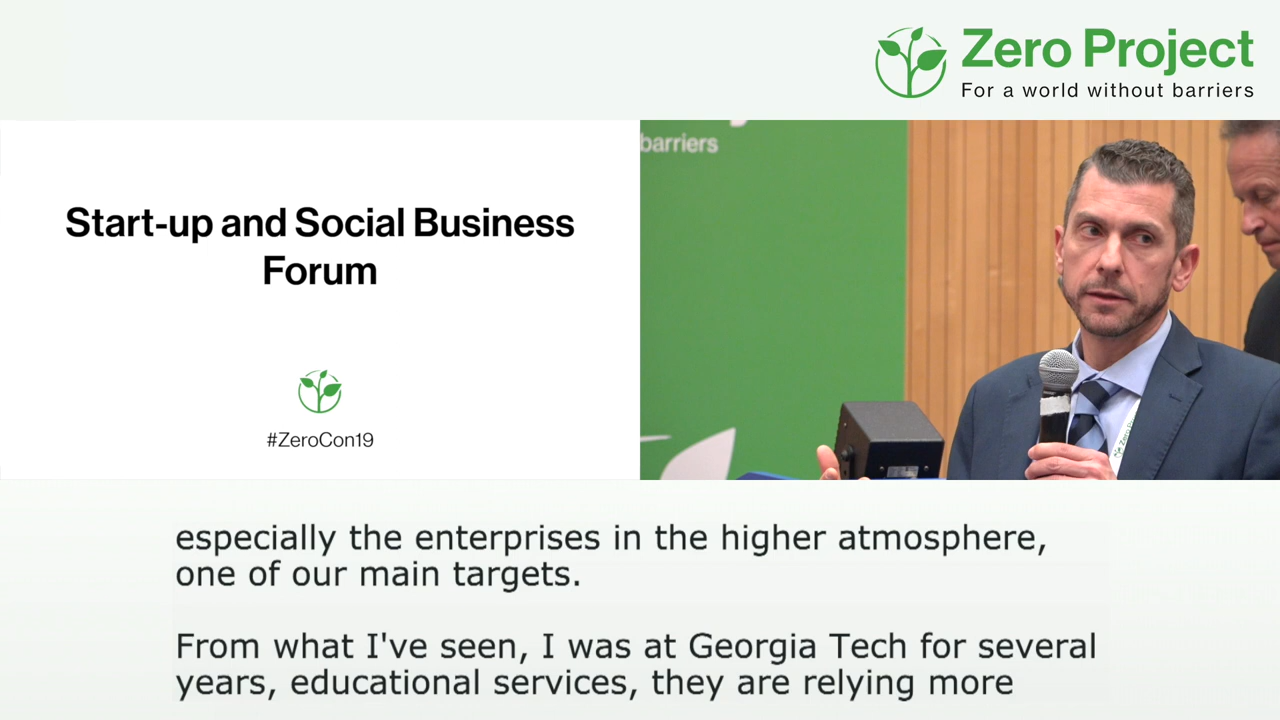 Zero Project
For a world without barriers
barriers
Start-up and Social Business
Forum
#ZeroCon19
especially the enterprises in the higher atmosphere,
one of our main targets.
From what I've seen, I was at Georgia Tech for several
years, educational services, they are relying more